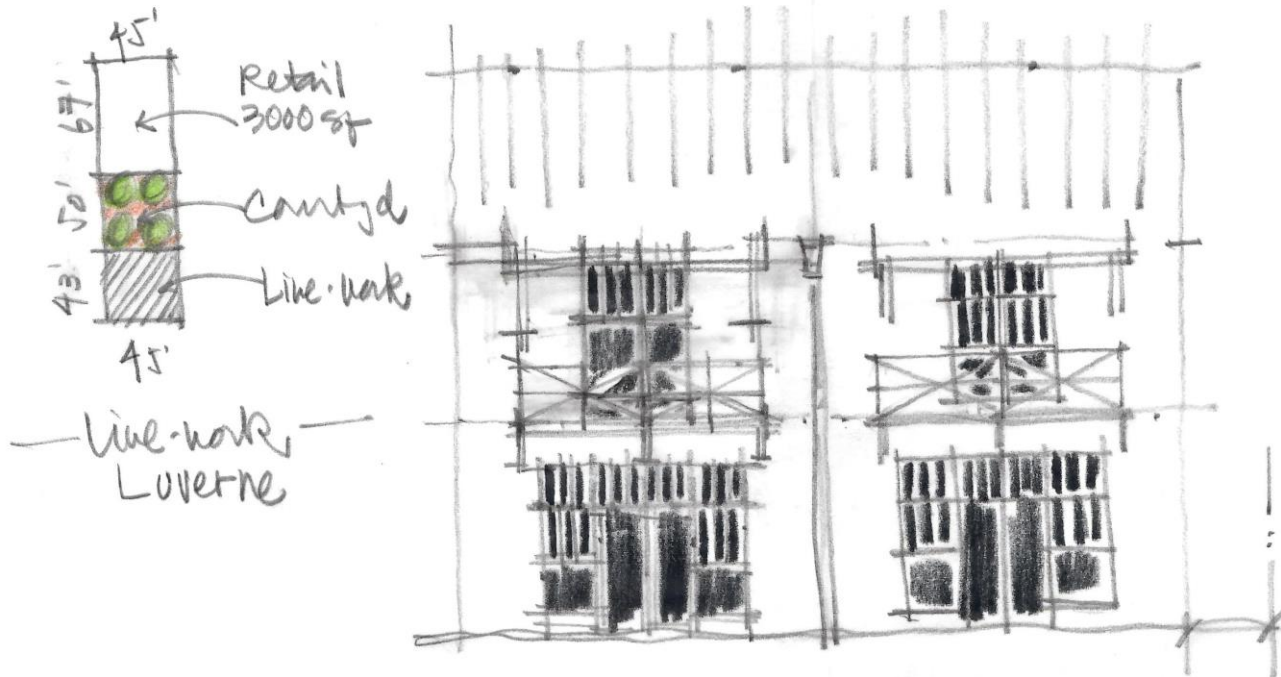 45'
67'
Retail
3000 sf
50'
Courtyd
43'
Live-work
45'
Live-work
Luverne